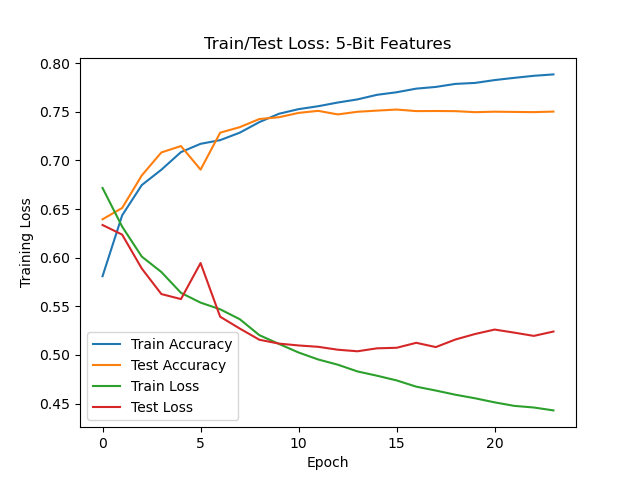 Train/Test Loss: 5-Bit Features
Training Loss
0.80
0.75
0.70
0.65
0.60
0.55
0.50
0.45
Train Accuracy
Test Accuracy
Train Loss
Test Loss
0 5 10 15 20
Epoch